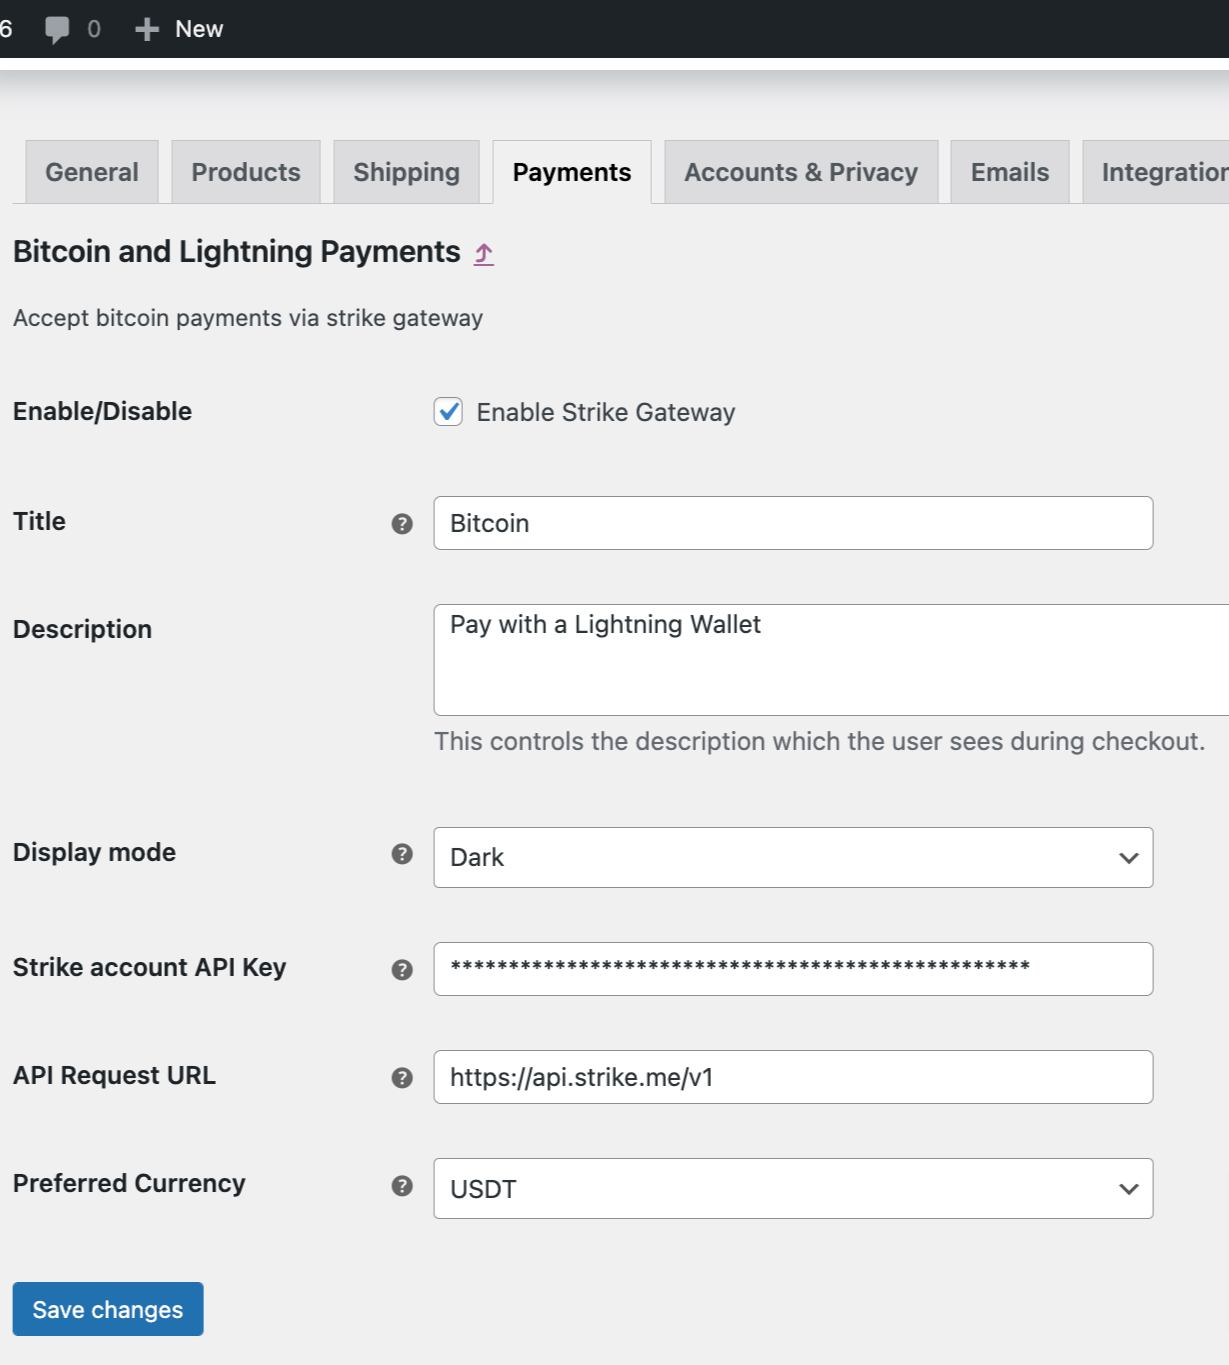 6 0 New
General Products Shipping Payments Accounts & Privacy Emails Integration
Bitcoin and Lightning Payments
Accept bitcoin payments via strike gateway
Enable/Disable Enable Strike Gateway
Title ? Bitcoin
Description Pay with a Lightning Wallet
This controls the description which the user sees during checkout.
Display mode ? Dark
Strike account API Key ? **************************************************
API Request URL ? https://api.strike.me/v1
Preferred Currency ? USDT
Save changes